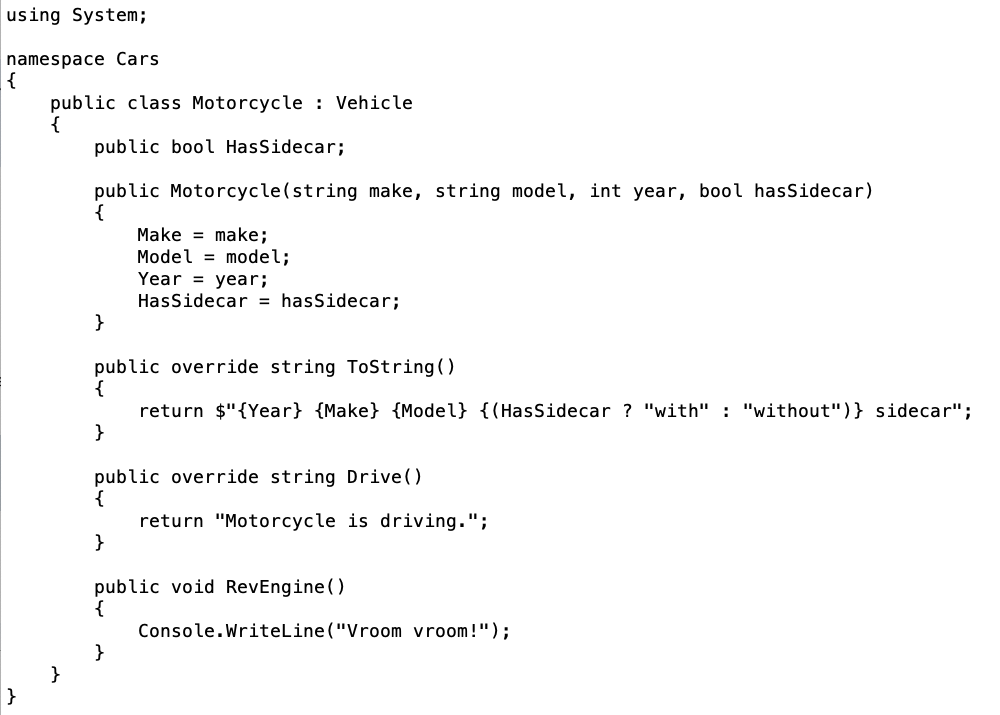 using System;

namespace Cars
{
    public class Motorcycle : Vehicle
    {
        public bool HasSidecar;

        public Motorcycle(string make, string model, int year, bool hasSidecar)
        {
            Make = make;
            Model = model;
            Year = year;
            HasSidecar = hasSidecar;
        }

        public override string ToString()
        {
            return $"{Year} {Make} {Model} {(HasSidecar ? "with" : "without")} sidecar";
        }

        public override string Drive()
        {
            return "Motorcycle is driving.";
        }

        public void RevEngine()
        {
            Console.WriteLine("Vroom vroom!");
        }
    }
}